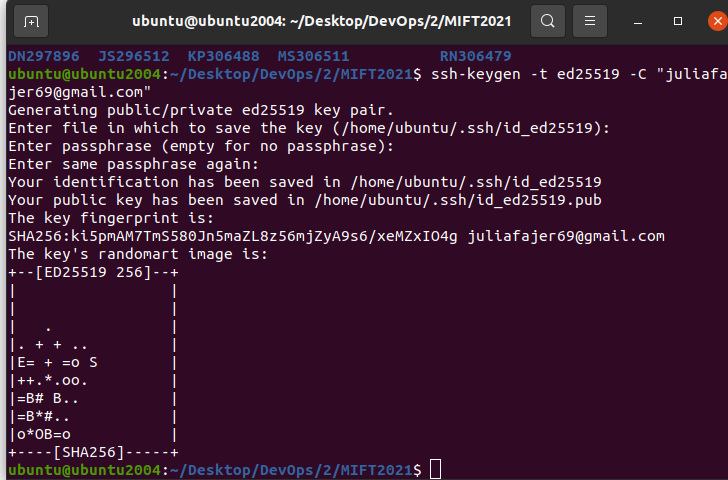 ubuntu@ubuntu2004: ~/Desktop/DevOps/2/MIFT2021
DN297896  JS296512  KP306488  MS306511           RN306479
ubuntu@ubuntu2004:~/Desktop/DevOps/2/MIFT2021$ ssh-keygen -t ed25519 -C "juliafa
jer69@gmail.com"
Generating public/private ed25519 key pair.
Enter file in which to save the key (/home/ubuntu/.ssh/id_ed25519):
Enter passphrase (empty for no passphrase):
Enter same passphrase again:
Your identification has been saved in /home/ubuntu/.ssh/id_ed25519
Your public key has been saved in /home/ubuntu/.ssh/id_ed25519.pub
The key fingerprint is:
SHA256:ki5pmAM7TmS580Jn5maZL8z56mjZyA9s6/xeMZxIO4g juliafajer69@gmail.com
The key's randomart image is:
+--[ED25519 256]--+
|                 |
|                 |
|   .             |
|. + + ..         |
|E= + =o S        |
|++.*.oo.         |
|=B# B..          |
|=B*#..           |
|o*OB=o           |
+----[SHA256]-----+
ubuntu@ubuntu2004:~/Desktop/DevOps/2/MIFT2021$